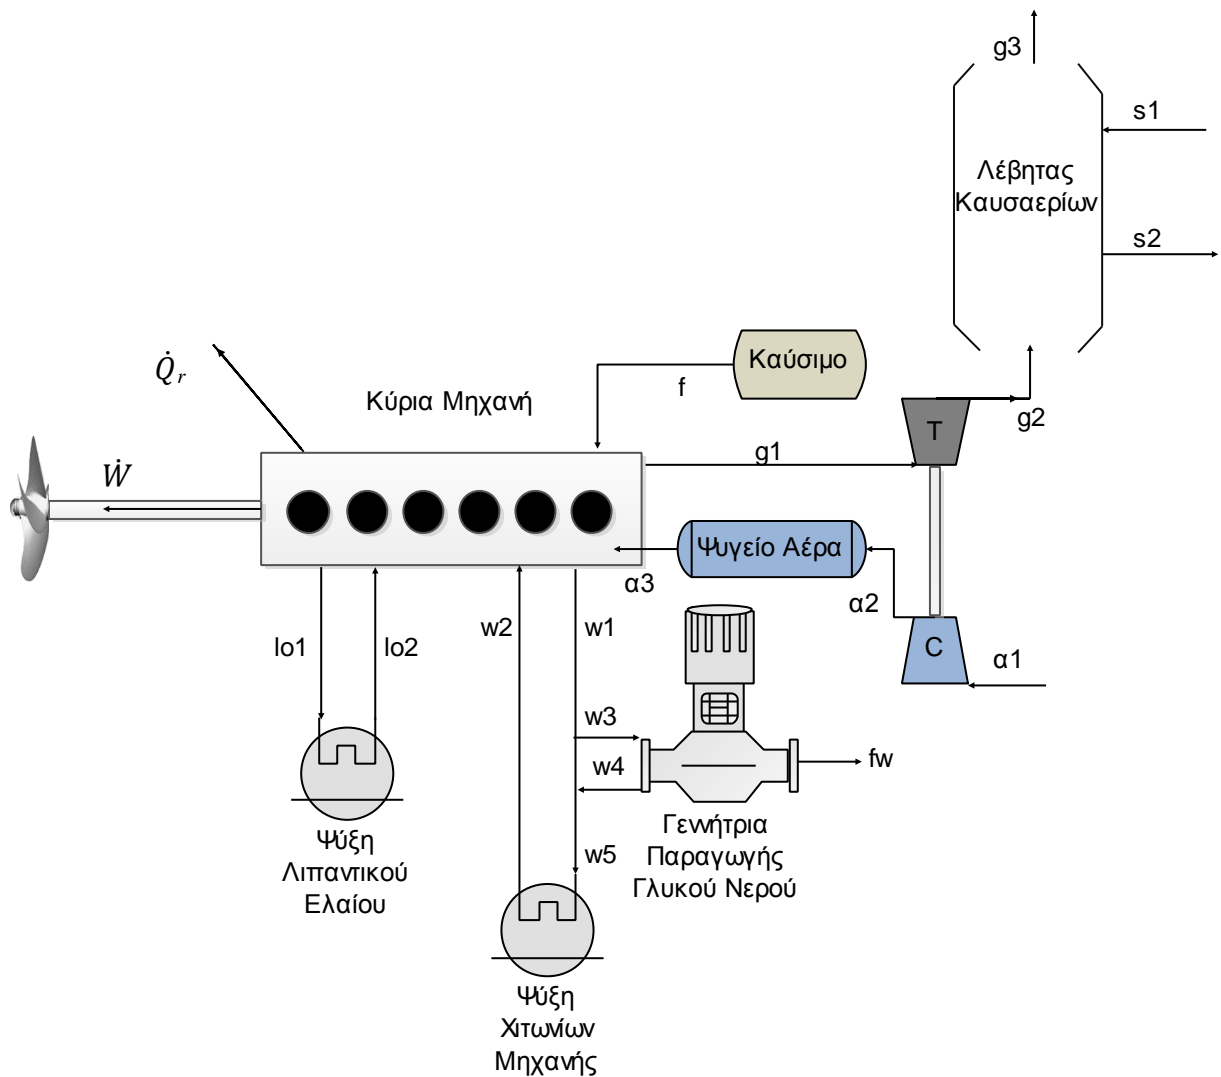 g3
s1
Λέβητας
Καυσαερίων
s2
Q̇r
Καύσιμο
f
Κύρια Μηχανή
g2
T
g1
Ẇ
Ψυγείο Αέρα
α3
α2
w2
w1
lo1
lo2
C
α1
w3
w4
fw
Γεννήτρια
Παραγωγής
Γλυκού Νερού
Ψύξη
Λιπαντικού
Ελαίου
w5
Ψύξη
Χιτωνίων
Μηχανής